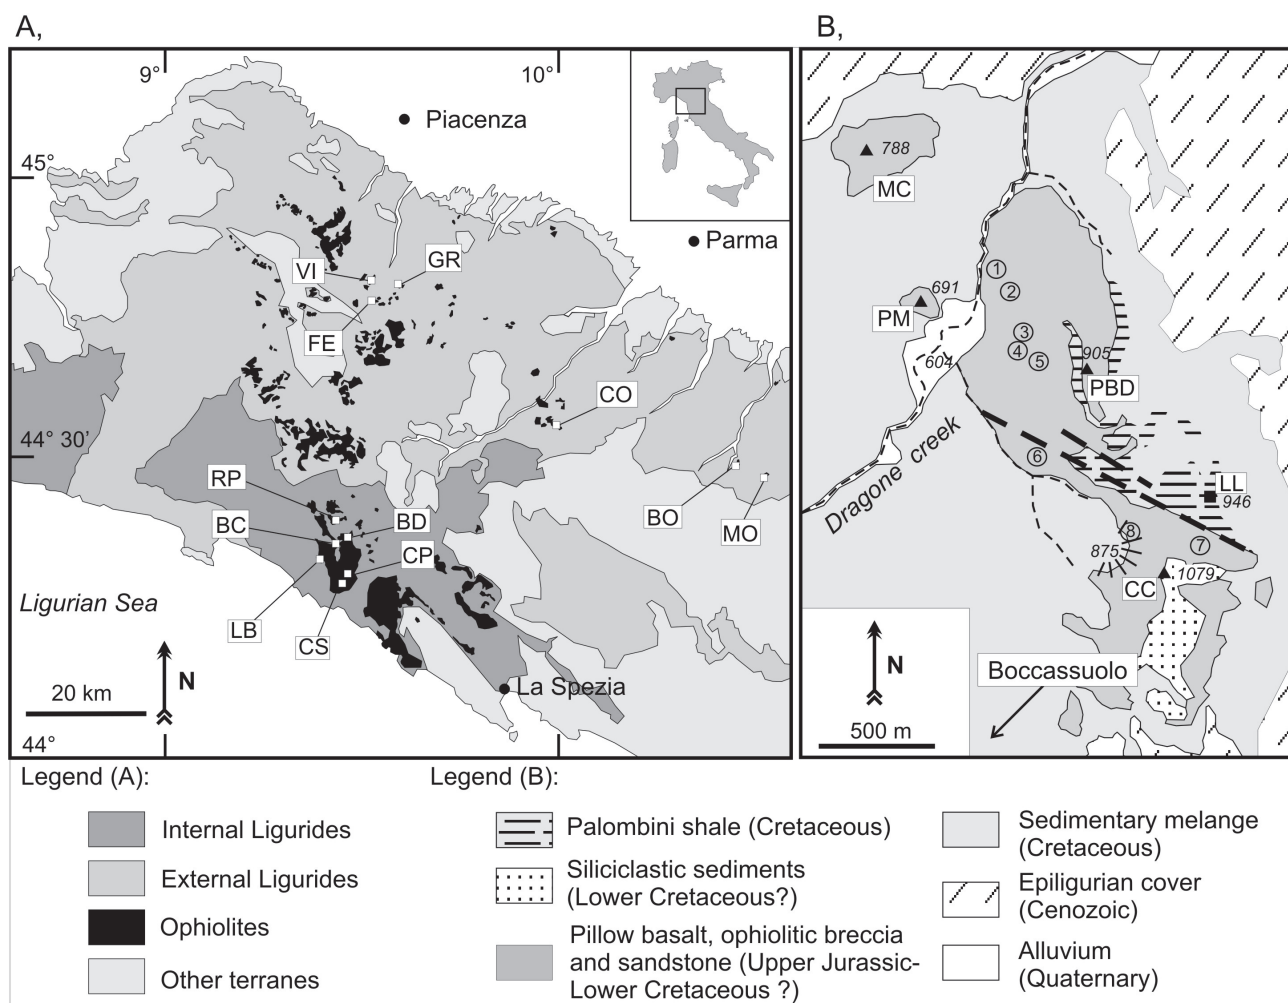 A,
B,
9°
10°
Piacenza
45°
788
MC
Parma
VI
GR
1
2
691
PM
FE
3
4
5
604
905
PBD
CO
44° 30’
Dragone creek
6
RP
LL
946
BC
BD
BO
MO
CP
8
7
875
CC
1079
Ligurian Sea
LB
CS
N
N
Boccassuolo
20 km
La Spezia
500 m
44°
Legend (A):
Internal Ligurides
External Ligurides
Ophiolites
Other terranes
Legend (B):
Palombini shale (Cretaceous)
Siliciclastic sediments
(Lower Cretaceous?)
Pillow basalt, ophiolitic breccia
and sandstone (Upper Jurassic-
Lower Cretaceous ?)
Sedimentary melange
(Cretaceous)
Epiligurian cover
(Cenozoic)
Alluvium
(Quaternary)